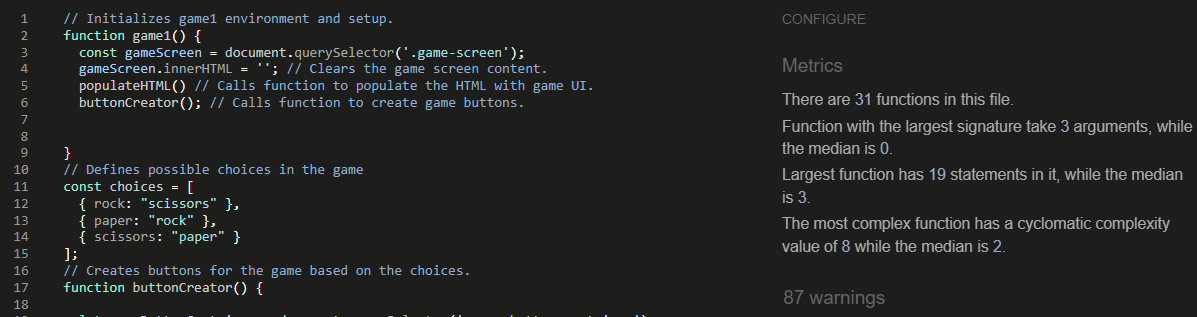 1 // Initializes game1 environment and setup.
2 function game1() {
3 const gameScreen = document.querySelector('.game-screen');
4 gameScreen.innerHTML = ''; // Clears the game screen content.
5 populateHTML() // Calls function to populate the HTML with game UI.
6 buttonCreator(); // Calls function to create game buttons.
7
8
9 }
10 // Defines possible choices in the game
11 const choices = [
12 { rock: "scissors" },
13 { paper: "rock" },
14 { scissors: "paper" }
15 ];
16 // Creates buttons for the game based on the choices.
17 function buttonCreator() {
18
CONFIGURE
Metrics
There are 31 functions in this file.
Function with the largest signature take 3 arguments, while
the median is 0.
Largest function has 19 statements in it, while the median
is 3.
The most complex function has a cyclomatic complexity
value of 8 while the median is 2.
87 warnings